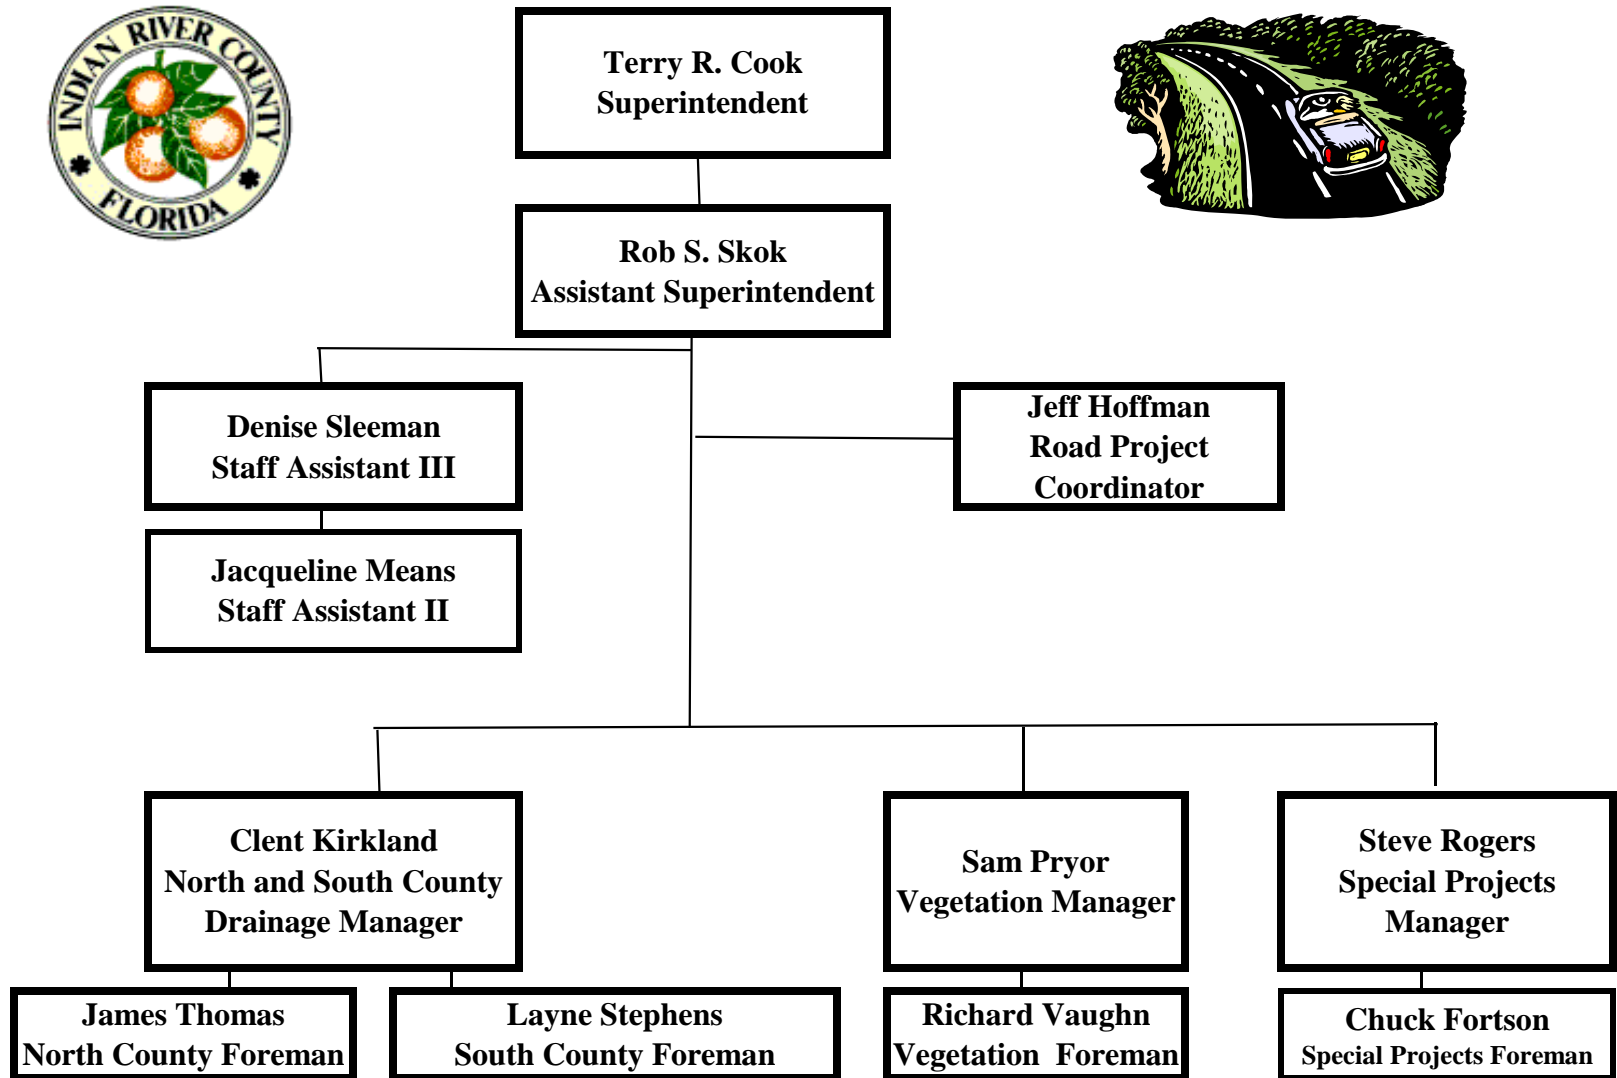 INDIAN RIVER COUNTY
FLORIDA
Terry R. Cook
Superintendent
Rob S. Skok
Assistant Superintendent
Denise Sleeman
Staff Assistant III
Jeff Hoffman
Road Project
Coordinator
Jacqueline Means
Staff Assistant II
Clent Kirkland
North and South County
Drainage Manager
Sam Pryor
Vegetation Manager
Steve Rogers
Special Projects
Manager
James Thomas
North County Foreman
Layne Stephens
South County Foreman
Richard Vaughn
Vegetation Foreman
Chuck Fortson
Special Projects Foreman